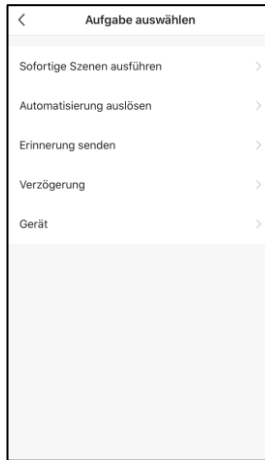 Aufgabe auswählen
Sofortige Szenen ausführen
Automatisierung auslösen
Erinnerung senden
Verzögerung
Gerät